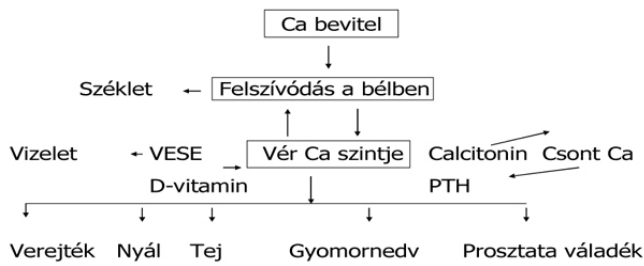 Ca bevitel
Széklet Felszívódás a bélben
Vizelet VESE Vér Ca szintje Calcitonin Csont Ca
D-vitamin PTH
Verejték Nyál Tej Gyomornedv Prosztata váladék